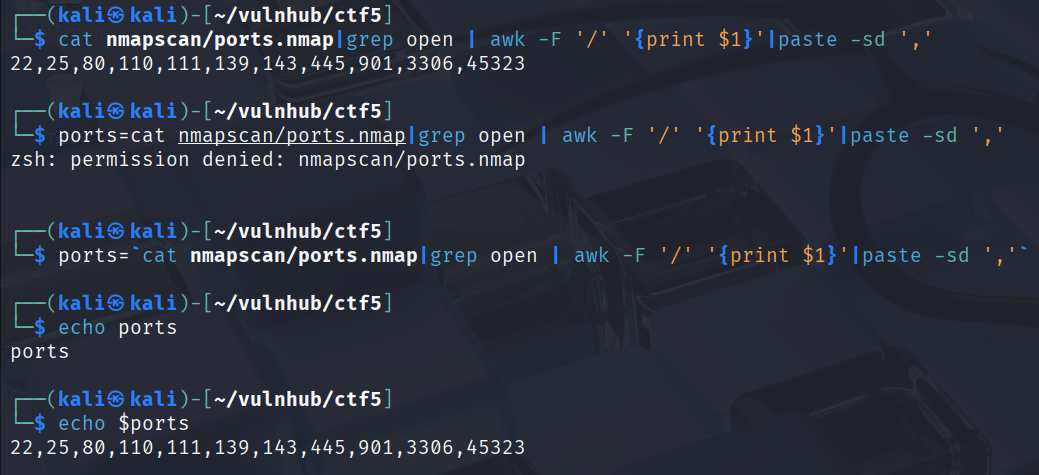 ┌──(kali㉿kali)-[~/vulnhub/ctf5]
└─$ cat nmapscan/ports.nmap|grep open | awk -F '/' '{print $1}'|paste -sd ','
22,25,80,110,111,139,143,445,901,3306,45323
┌──(kali㉿kali)-[~/vulnhub/ctf5]
└─$ ports=cat nmapscan/ports.nmap|grep open | awk -F '/' '{print $1}'|paste -sd ','
zsh: permission denied: nmapscan/ports.nmap
┌──(kali㉿kali)-[~/vulnhub/ctf5]
└─$ ports=`cat nmapscan/ports.nmap|grep open | awk -F '/' '{print $1}'|paste -sd ','`
┌──(kali㉿kali)-[~/vulnhub/ctf5]
└─$ echo ports
ports
┌──(kali㉿kali)-[~/vulnhub/ctf5]
└─$ echo $ports
22,25,80,110,111,139,143,445,901,3306,45323